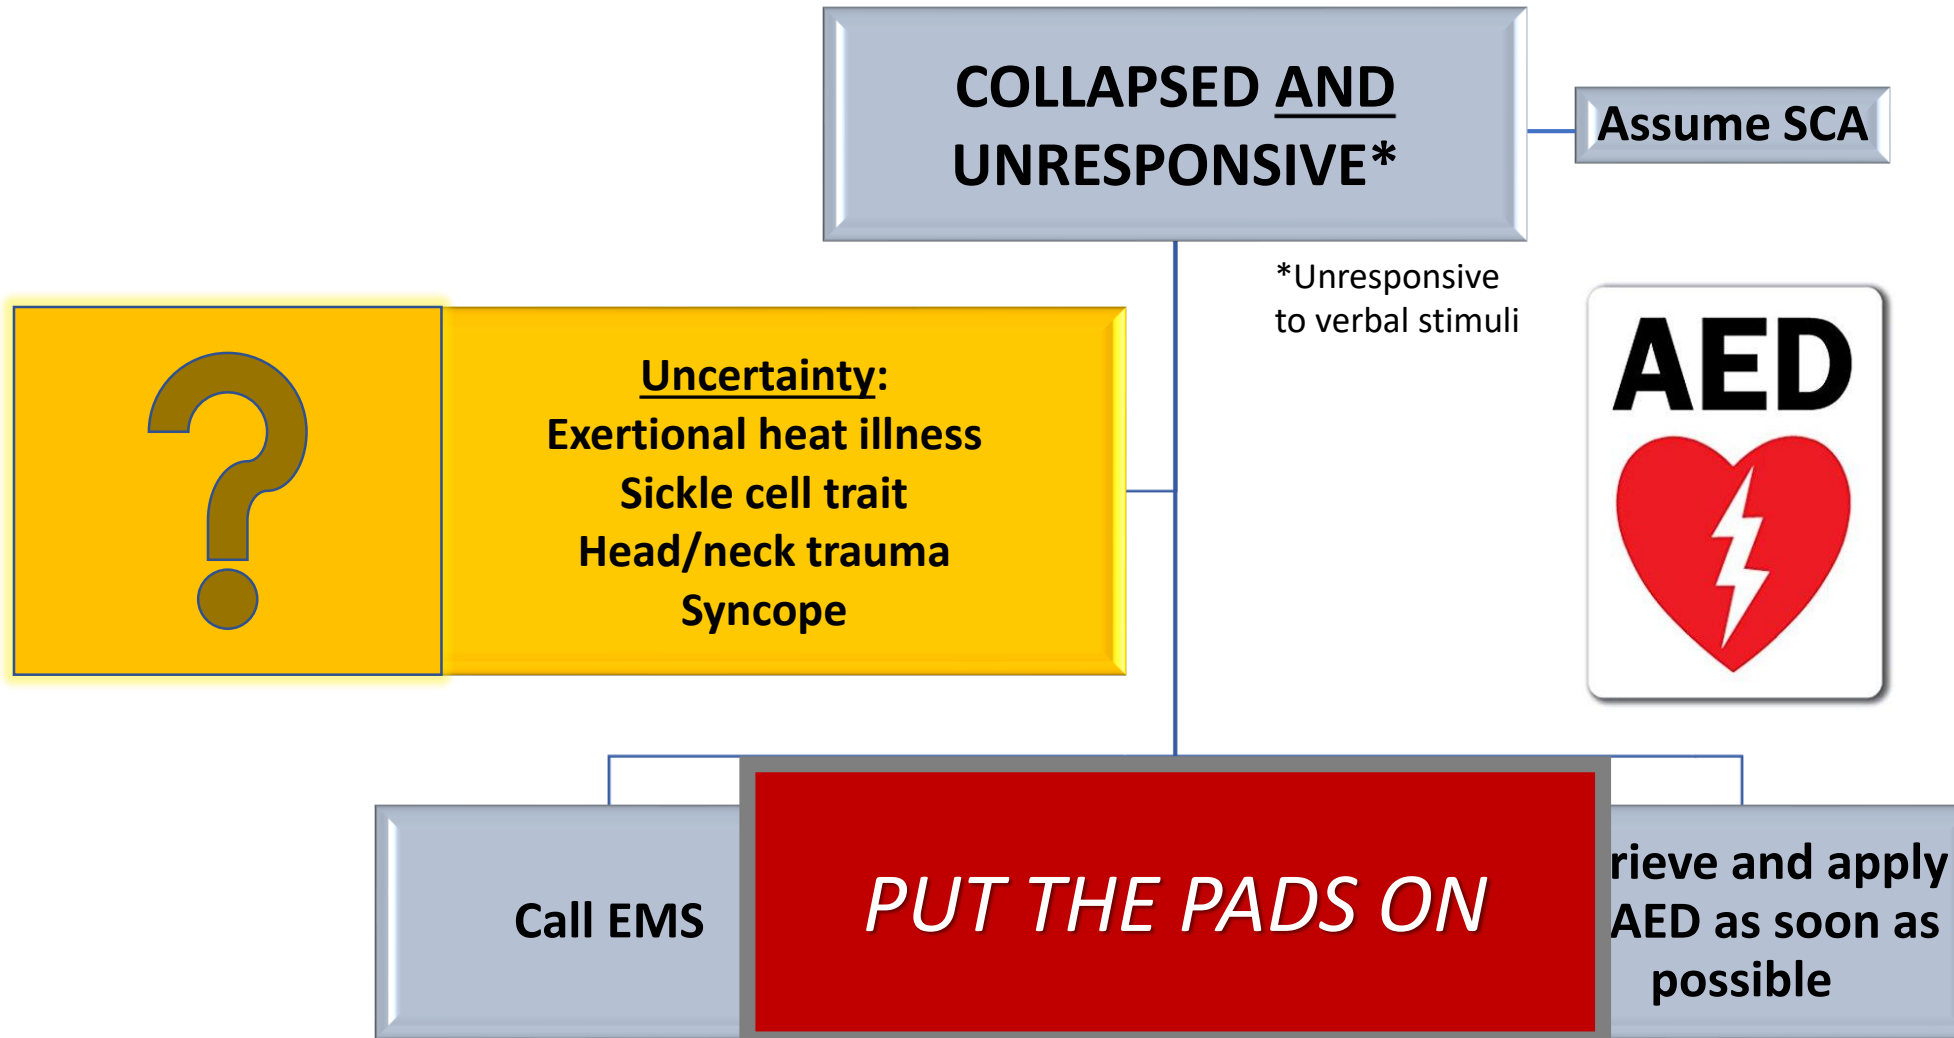 COLLAPSED AND
UNRESPONSIVE*
Assume SCA
*Unresponsive
to verbal stimuli
?
Uncertainty:
Exertional heat illness
Sickle cell trait
Head/neck trauma
Syncope
AED
Call EMS
PUT THE PADS ON
rieve and apply
AED as soon as
possible